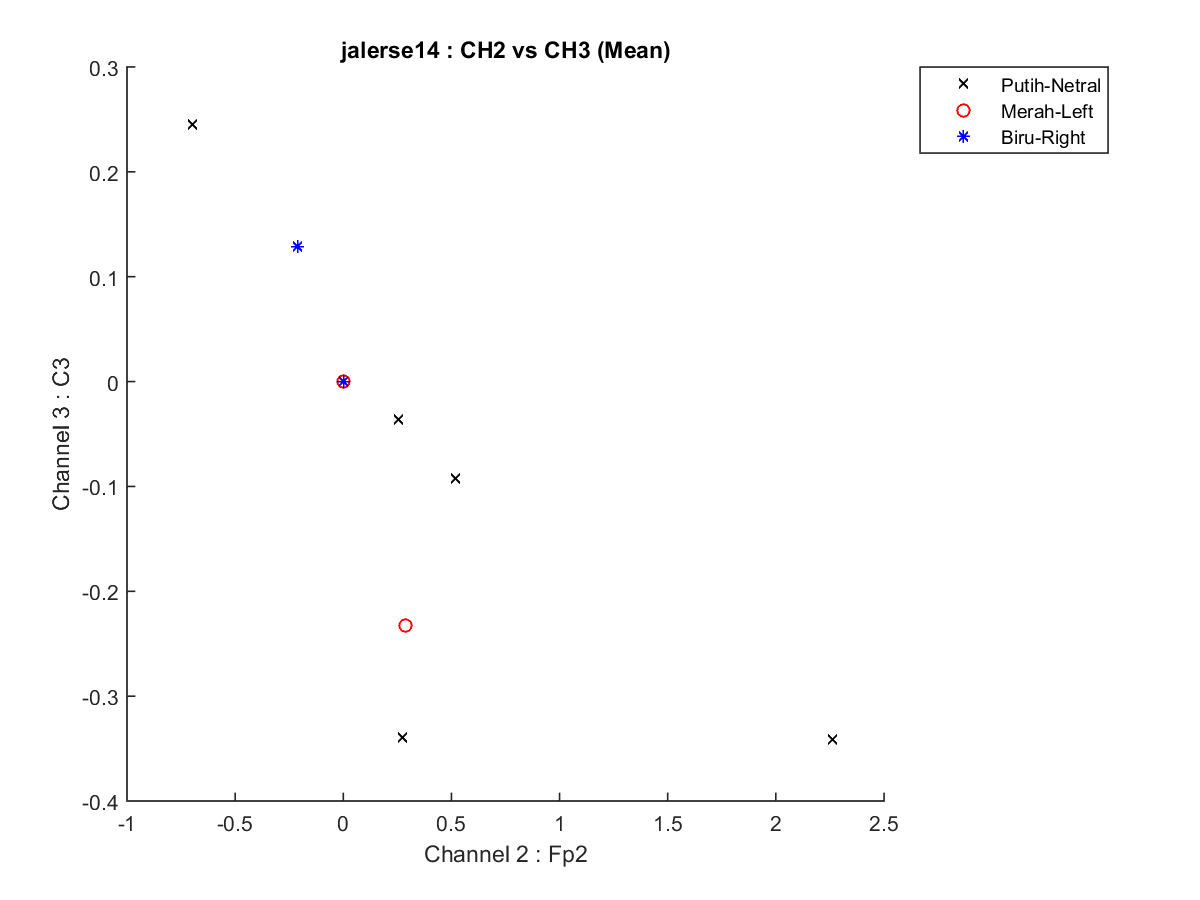 jalerse14 : CH2 vs CH3 (Mean)
Putih-Netral
Merah-Left
Biru-Right
0.3
0.2
0.1
0
-0.1
-0.2
-0.3
-0.4
Channel 3 : C3
-1
-0.5
0
0.5
1
1.5
2
2.5
Channel 2 : Fp2